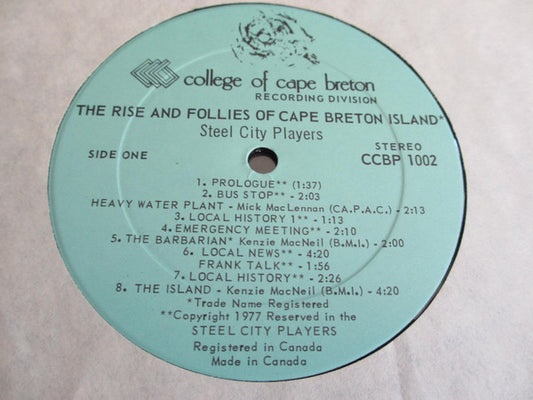 college of cape breton
RECORDING DIVISION
THE RISE AND FOLLIES OF CAPE BRETON ISLAND*
Steel City Players
SIDE ONE
STEREO
CCBP 1002
1. PROLOGUE** (1:37)
2. BUS STOP** - 2:03
HEAVY WATER PLANT - Mick MacLennan (C.A.P.A.C.) - 2:13
3. LOCAL HISTORY 1** - 1:13
4. EMERGENCY MEETING** - 2:10
5. THE BARBARIAN* Kenzie MacNeil (B.M.I.) - 2:00
6. LOCAL NEWS** - 4:20
FRANK TALK** - 1:56
7. LOCAL HISTORY** - 2:26
8. THE ISLAND - Kenzie MacNeil (B.M.I.) - 4:20
*Trade Name Registered
**Copyright 1977 Reserved in the
STEEL CITY PLAYERS
Registered in Canada
Made in Canada